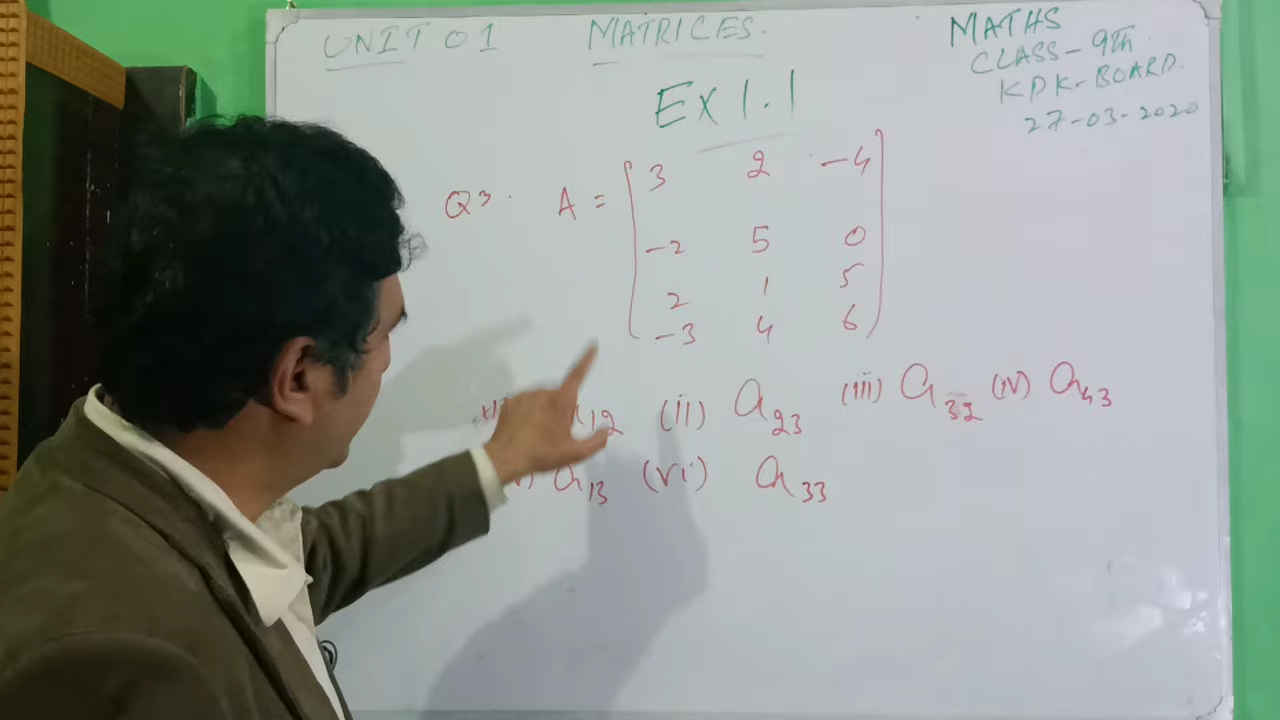 UNIT 01 MATRICES. MATHS
CLASS-9Th.
KPK-BOARD.
27-03-2020
Ex 1.1
Q3. A = [ 3 2 -4
-2 5 0
2 1 5
-3 4 6 ]
a12 (ii) a23 (iii) a32 (iv) a43
a13 (vi) a33